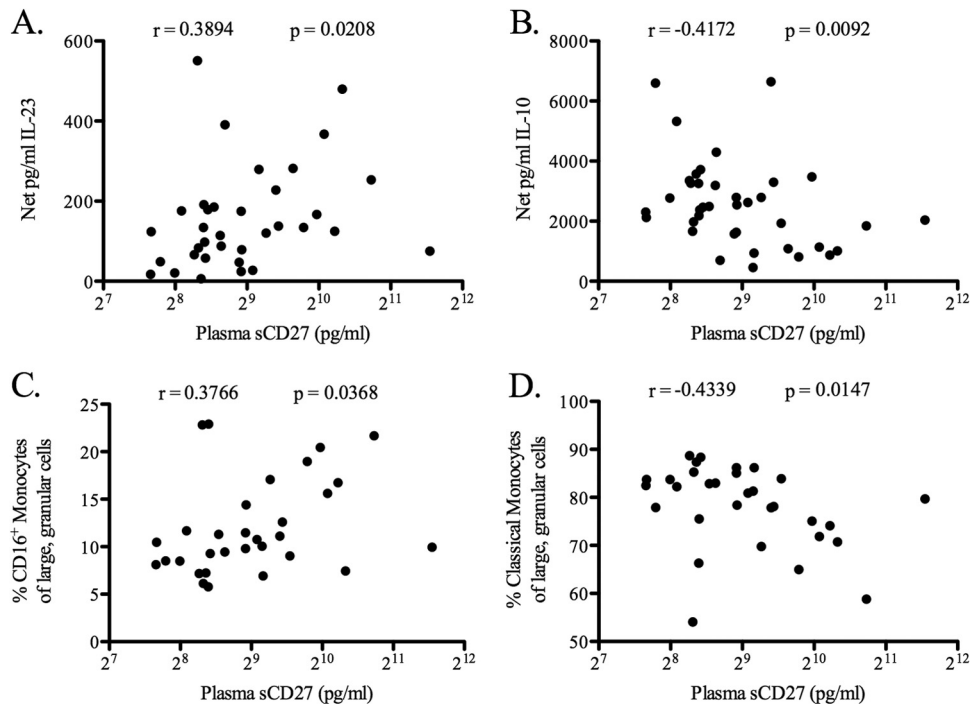 A.
r = 0.3894 p = 0.0208
600
400
200
0
Net pg/ml IL-23
2^7 2^8 2^9 2^10 2^11 2^12
Plasma sCD27 (pg/ml)
B.
r = -0.4172 p = 0.0092
8000
6000
4000
2000
0
Net pg/ml IL-10
2^7 2^8 2^9 2^10 2^11 2^12
Plasma sCD27 (pg/ml)
C.
r = 0.3766 p = 0.0368
25
20
15
10
5
0
% CD16⁺ Monocytes
of large, granular cells
2^7 2^8 2^9 2^10 2^11 2^12
Plasma sCD27 (pg/ml)
D.
r = -0.4339 p = 0.0147
100
90
80
70
60
50
% Classical Monocytes
of large, granular cells
2^7 2^8 2^9 2^10 2^11 2^12
Plasma sCD27 (pg/ml)